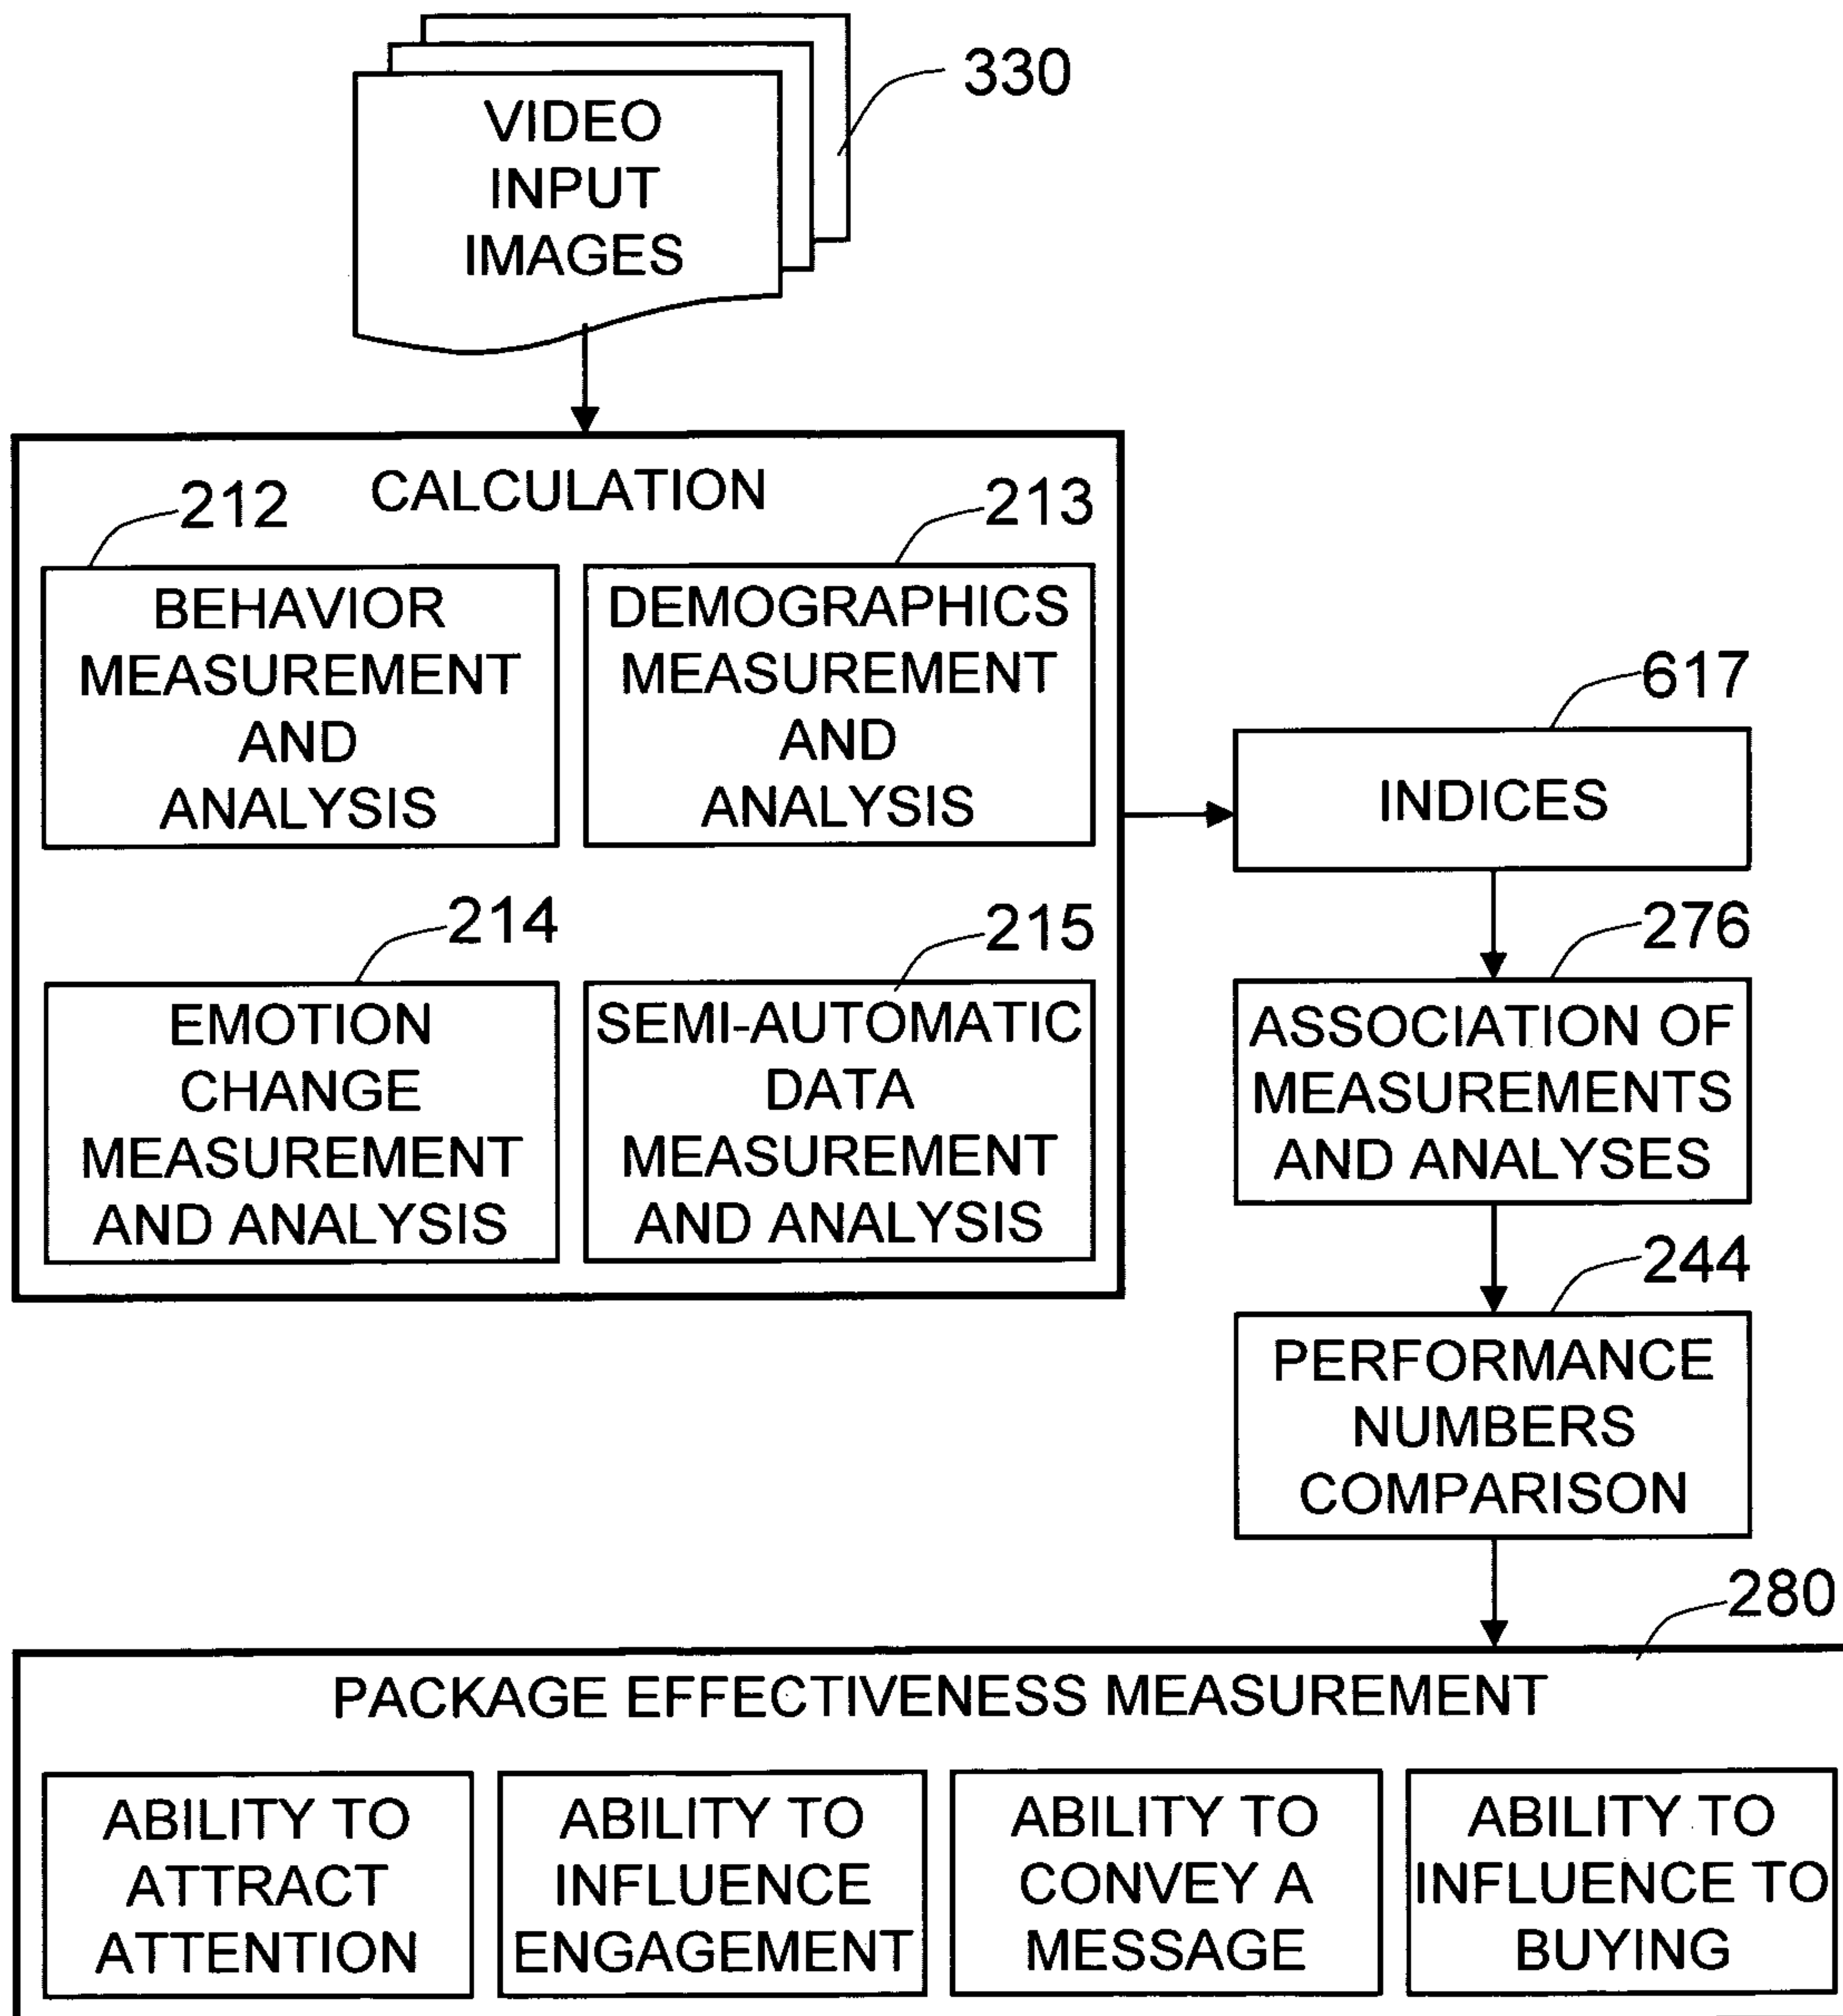 330
VIDEO
INPUT
IMAGES
CALCULATION
212
213
BEHAVIOR
MEASUREMENT
AND
ANALYSIS
DEMOGRAPHICS
MEASUREMENT
AND
ANALYSIS
617
INDICES
214
215
276
EMOTION
CHANGE
MEASUREMENT
AND ANALYSIS
SEMI-AUTOMATIC
DATA
MEASUREMENT
AND ANALYSIS
ASSOCIATION OF
MEASUREMENTS
AND ANALYSES
244
PERFORMANCE
NUMBERS
COMPARISON
280
PACKAGE EFFECTIVENESS MEASUREMENT
ABILITY TO
ATTRACT
ATTENTION
ABILITY TO
INFLUENCE
ENGAGEMENT
ABILITY TO
CONVEY A
MESSAGE
ABILITY TO
INFLUENCE TO
BUYING